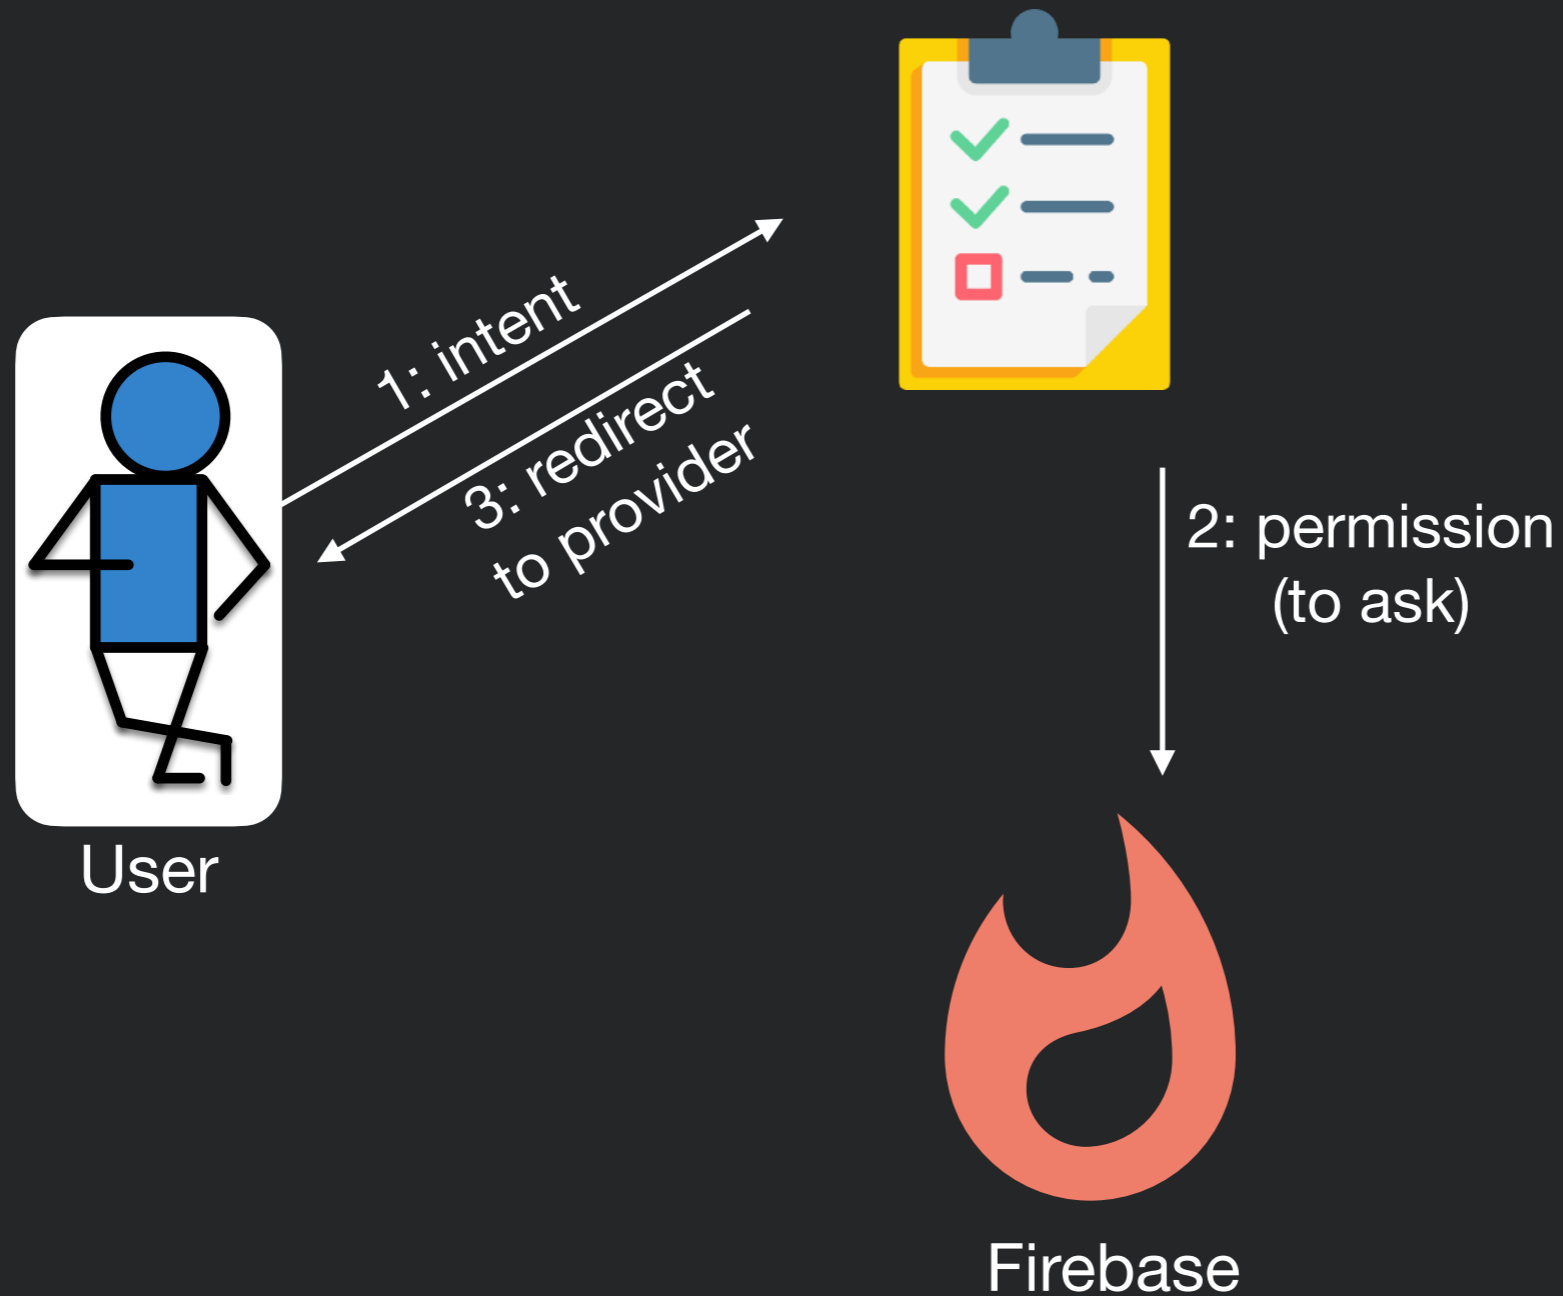 1: intent
3: redirect
to provider
2: permission
(to ask)
User
Firebase